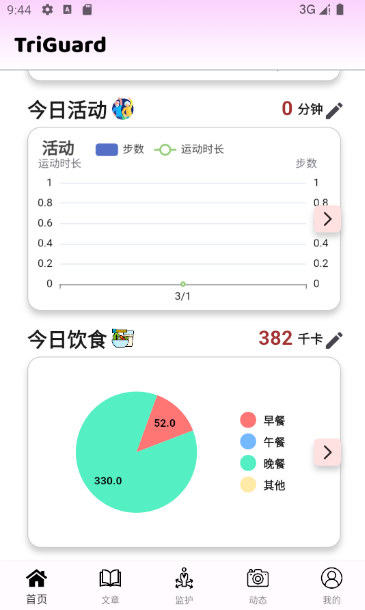 9:44 A 3G
TriGuard
今日活动 0 分钟
活动 步数 运动时长
运动时长 步数
1 1
0.8 0.8
0.6 0.6
0.4 0.4
0.2 0.2
0 0
3/1
今日饮食 382 千卡
52.0
330.0
早餐
午餐
晚餐
其他
首页 文章 监护 动态 我的